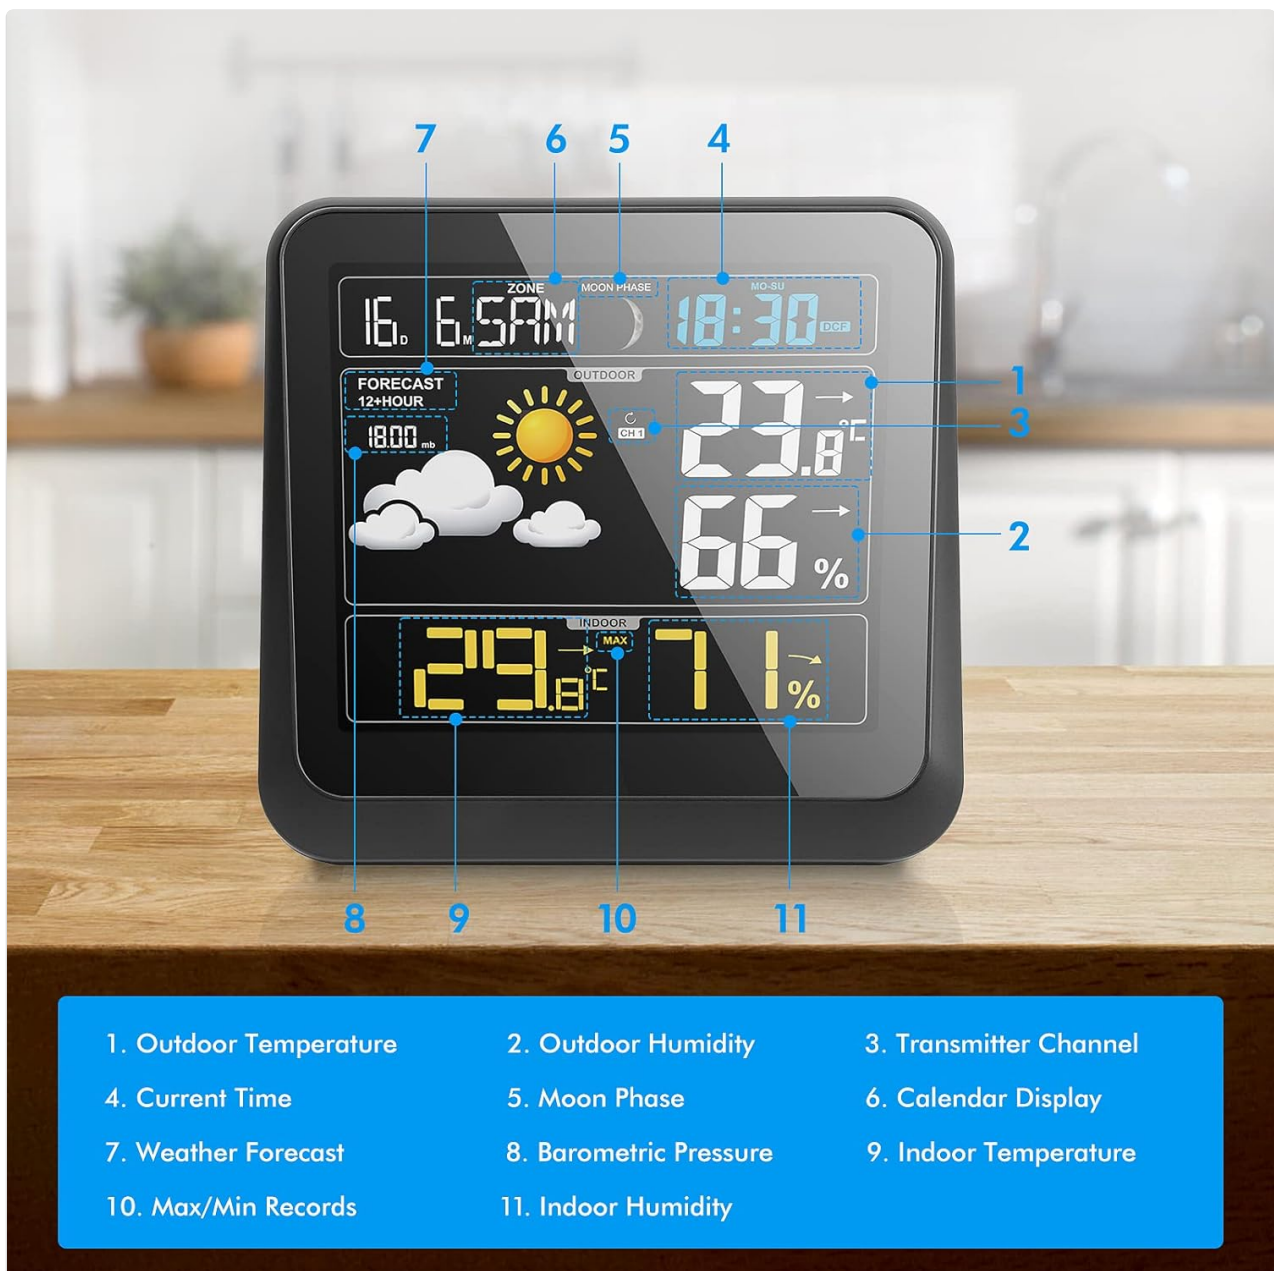 7
6
5
4
ZONE
MOON PHASE
MO-SU
16.D 6.M SAM
18:30 DCF
OUTDOOR
1
FORECAST
12+HOUR
23.8°C
CH 1
3
18.00 mb
66 %
2
INDOOR
MAX
29.8°C
71 %
8
9
10
11
1. Outdoor Temperature
2. Outdoor Humidity
3. Transmitter Channel
4. Current Time
5. Moon Phase
6. Calendar Display
7. Weather Forecast
8. Barometric Pressure
9. Indoor Temperature
10. Max/Min Records
11. Indoor Humidity